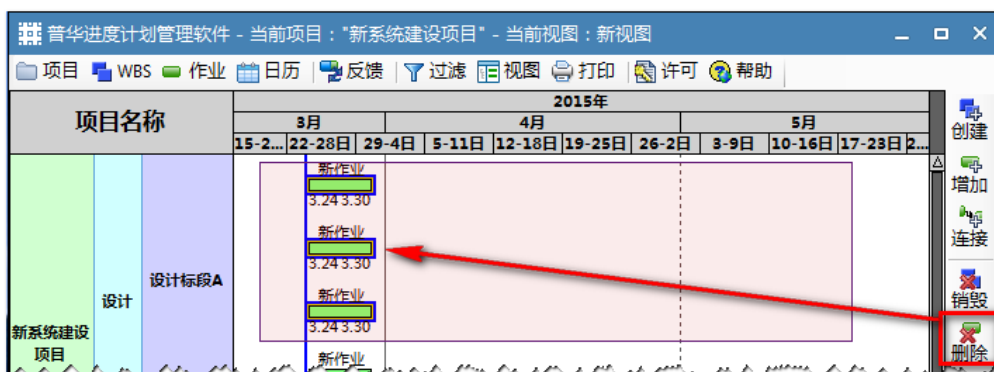 普华进度计划管理软件 - 当前项目："新系统建设项目" - 当前视图：新视图
项目 WBS 作业 日历 反馈 过滤 视图 打印 许可 帮助
项目名称
2015年
3月 4月 5月
15-2... 22-28日 29-4日 5-11日 12-18日 19-25日 26-2日 3-9日 10-16日 17-23日 2...
创建
增加
连接
销毁
删除
新作业
3.24 3.30
新作业
3.24 3.30
设计标段A
设计
新作业
3.24 3.30
新系统建设
项目
新作业